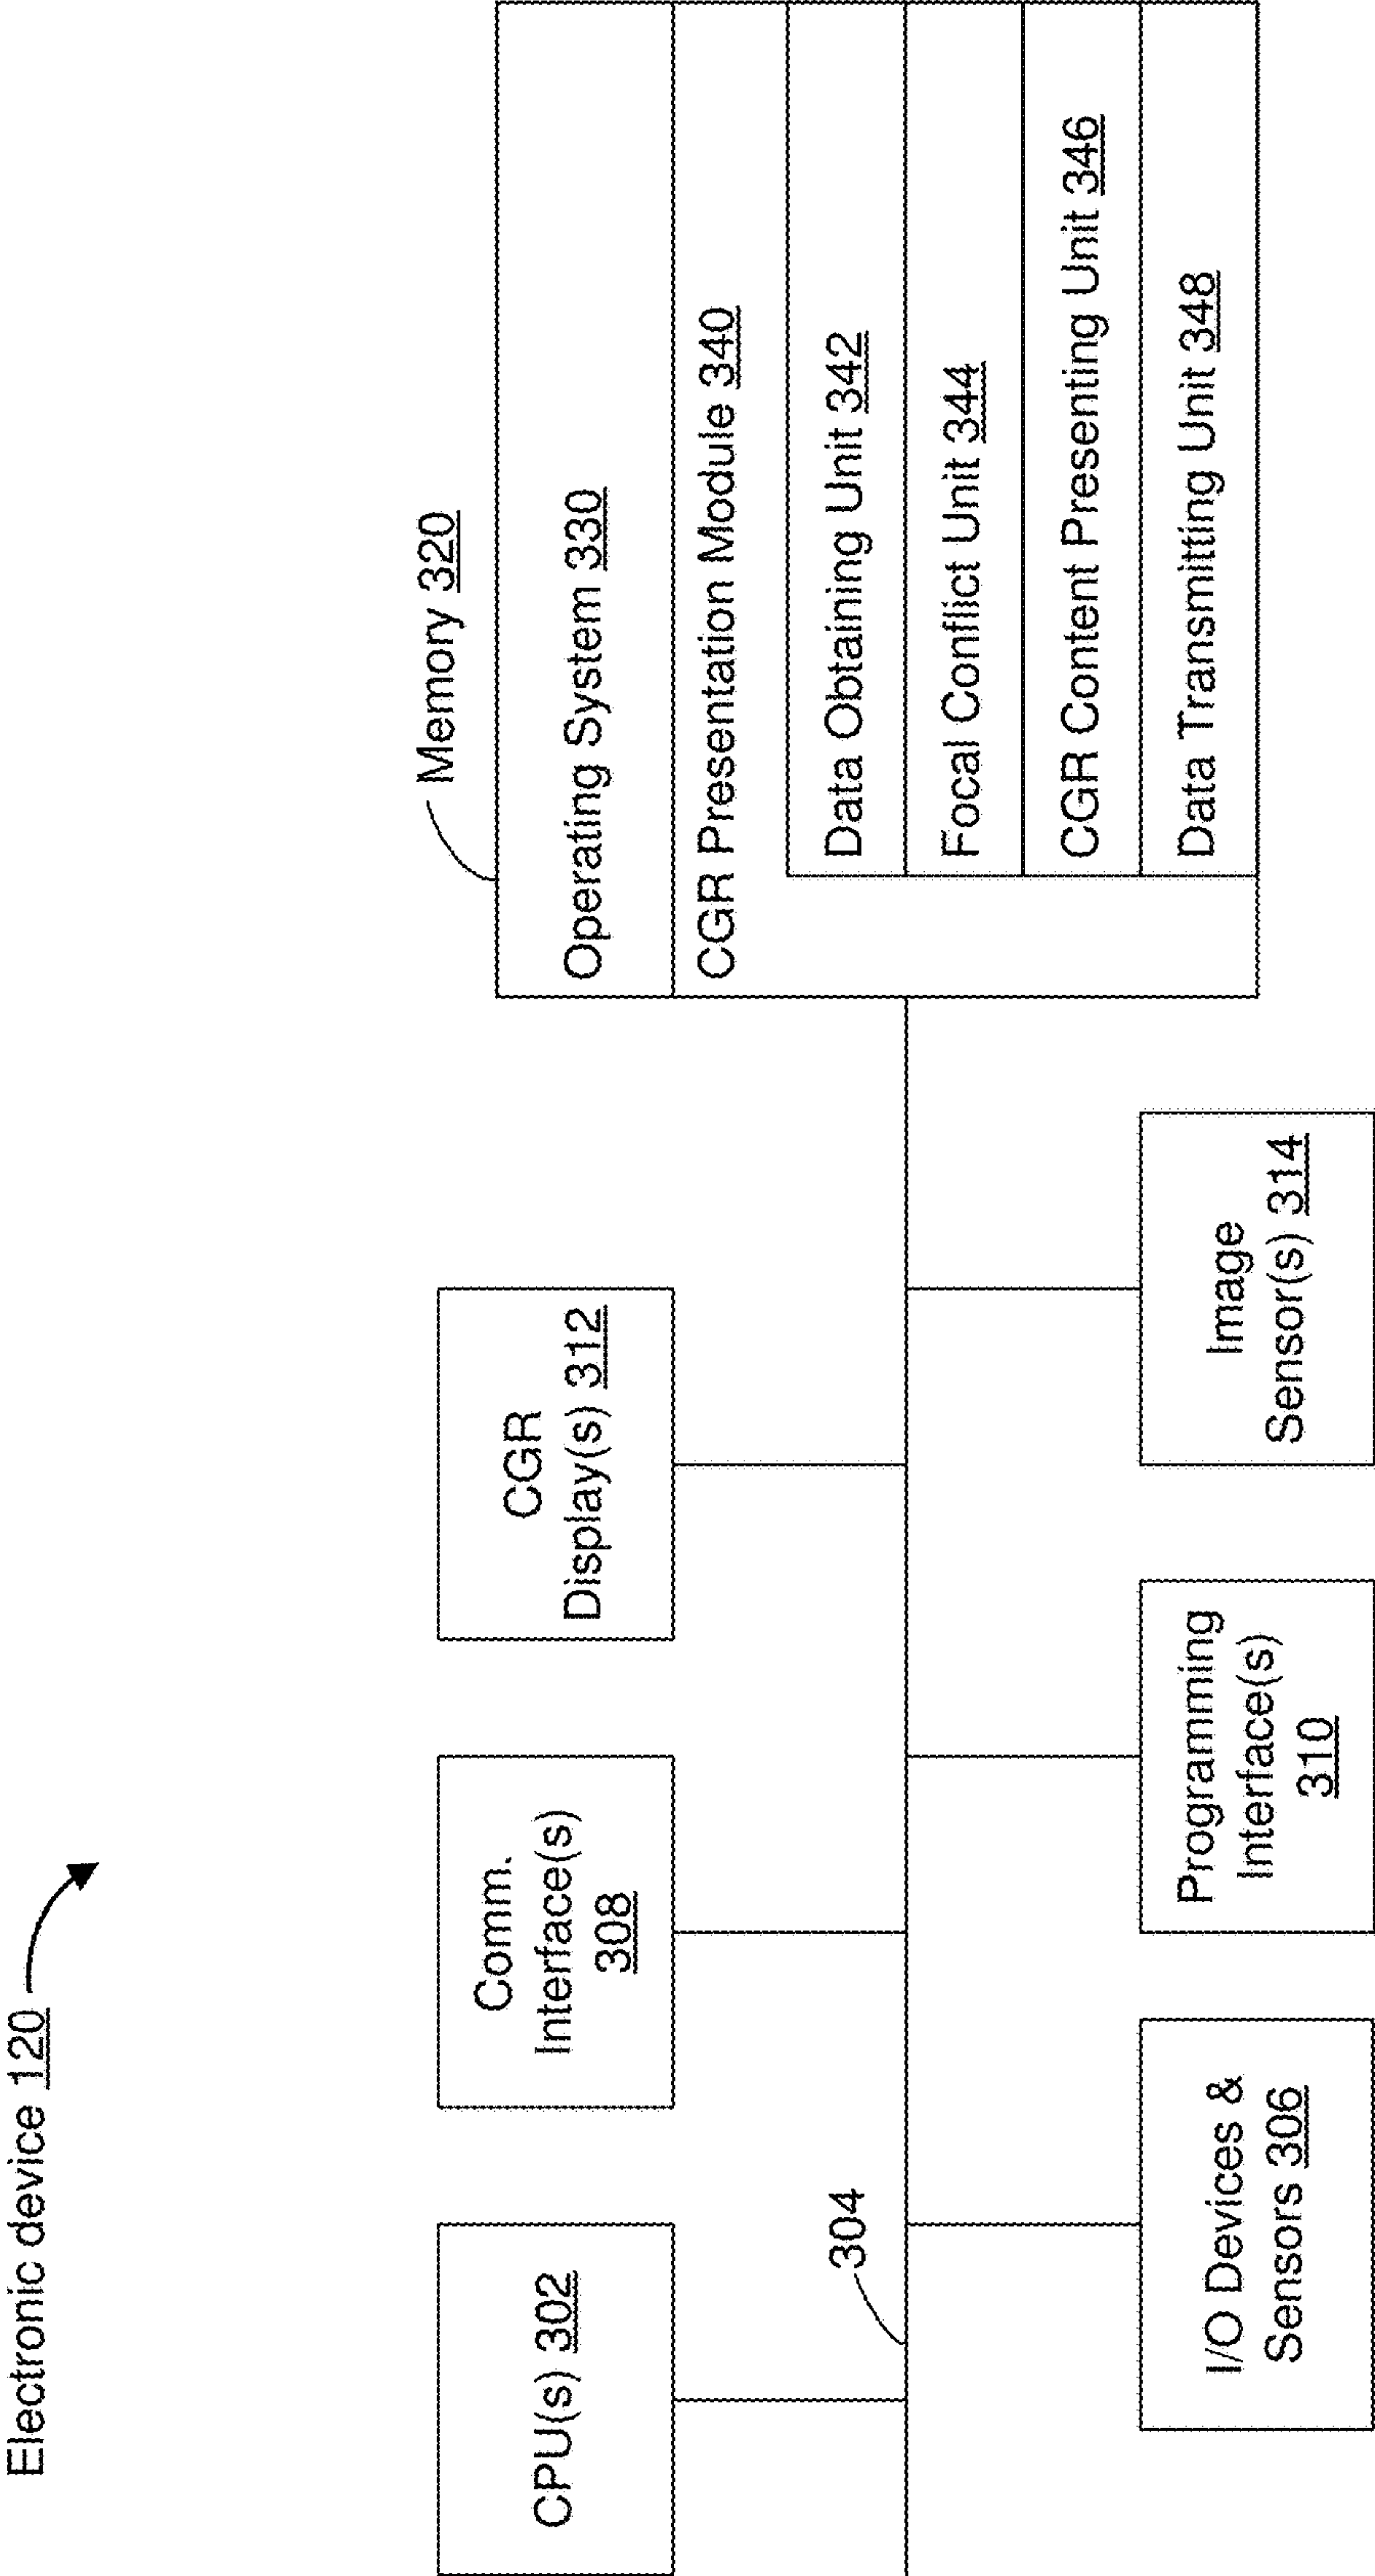 Electronic device 120
CPU(s) 302
Comm.
Interface(s)
308
CGR
Display(s) 312
304
I/O Devices &
Sensors 306
Programming
Interface(s)
310
Image
Sensor(s) 314
Memory 320
Operating System 330
CGR Presentation Module 340
Data Obtaining Unit 342
Focal Conflict Unit 344
CGR Content Presenting Unit 346
Data Transmitting Unit 348